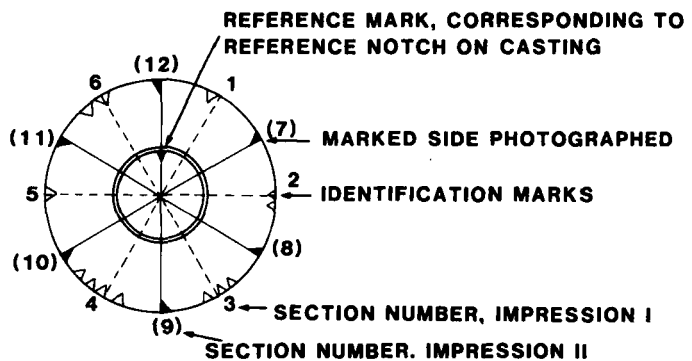 REFERENCE MARK, CORRESPONDING TO
REFERENCE NOTCH ON CASTING
(12)
6
1
(11)
(7)
MARKED SIDE PHOTOGRAPHED
5
2
IDENTIFICATION MARKS
(10)
(8)
4
3
SECTION NUMBER, IMPRESSION I
(9)
SECTION NUMBER. IMPRESSION II